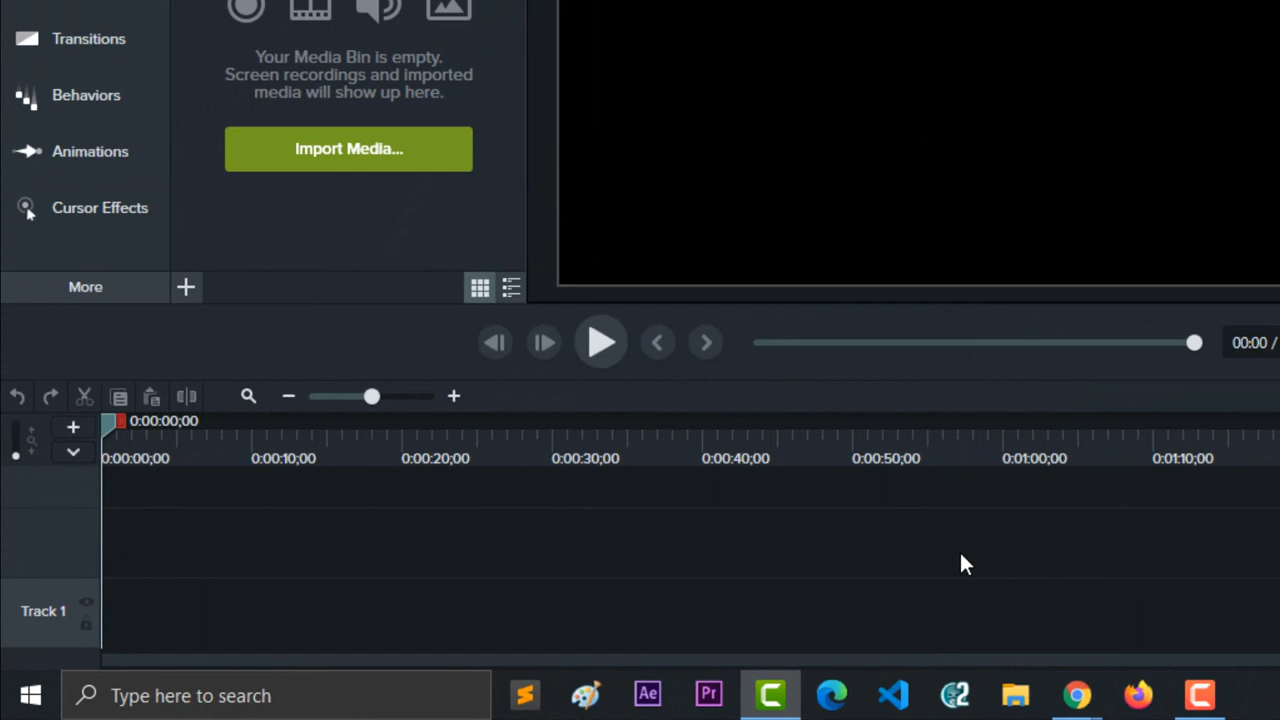 Transitions
Your Media Bin is empty.
Screen recordings and imported
media will show up here.
Behaviors
Import Media...
Animations
Cursor Effects
More
00:00 /
0:00:00;00
0:00:00;00 0:00:10;00 0:00:20;00 0:00:30;00 0:00:40;00 0:00:50;00 0:01:00;00 0:01:10;00
Track 1
Type here to search
S Ae Pr C 2 C